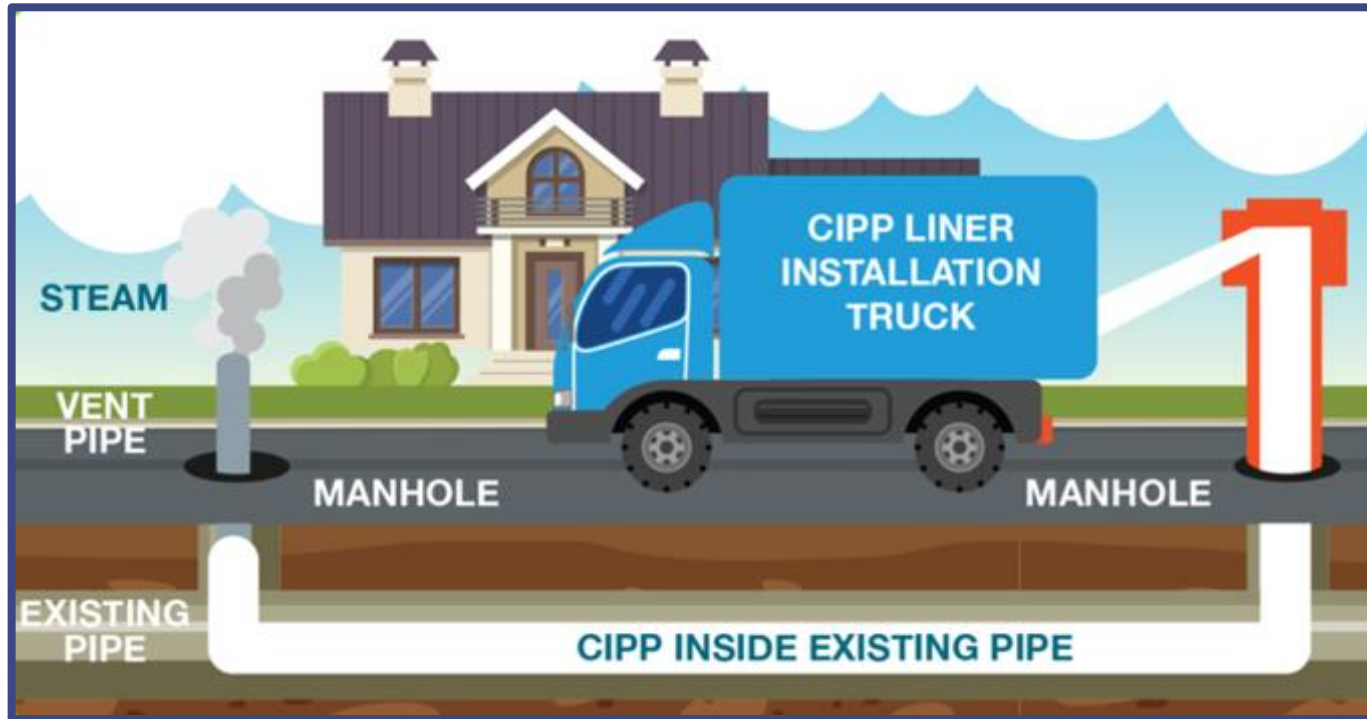 CIPP LINER
INSTALLATION
TRUCK
STEAM
VENT
PIPE
MANHOLE
MANHOLE
EXISTING
PIPE
CIPP INSIDE EXISTING PIPE